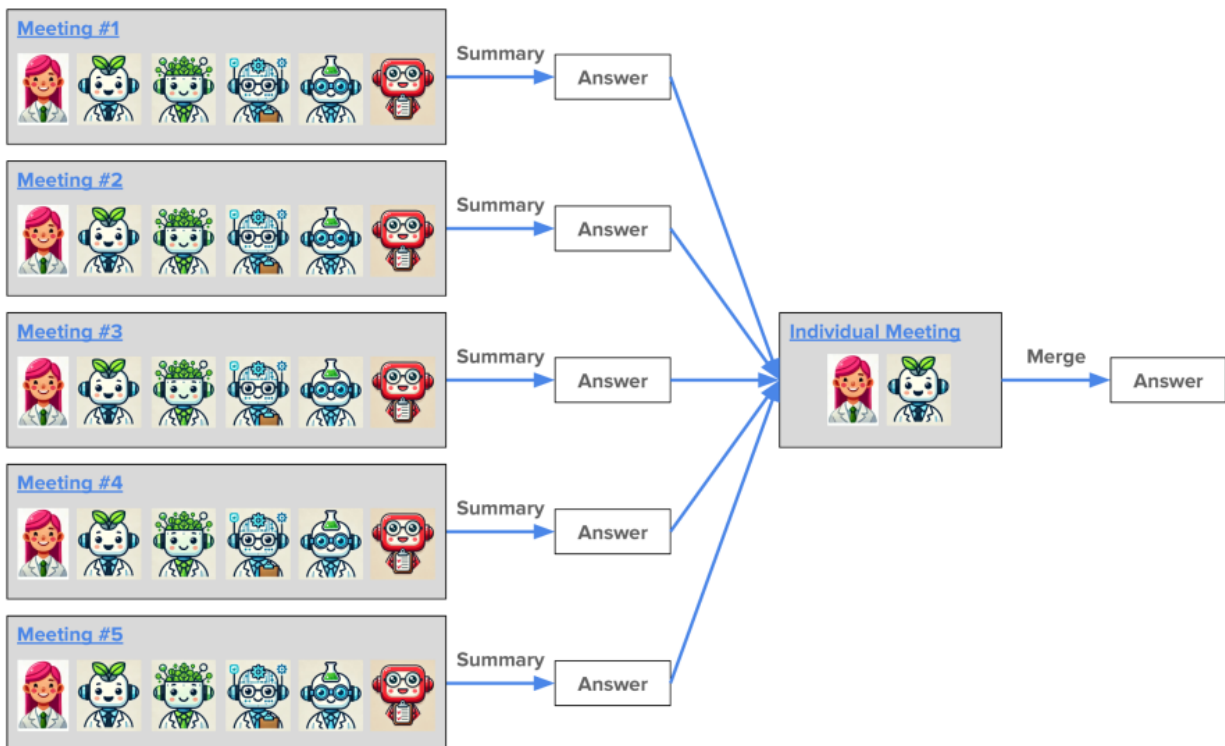 Meeting #1
Summary
Answer
Meeting #2
Summary
Answer
Meeting #3
Summary
Answer
Individual Meeting
Merge
Answer
Meeting #4
Summary
Answer
Meeting #5
Summary
Answer